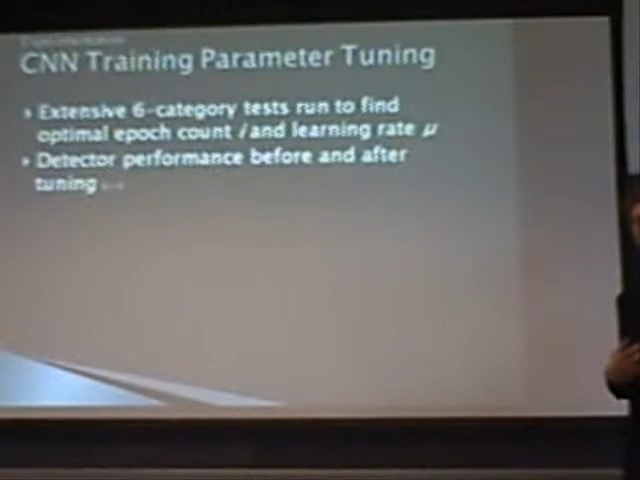 CNN Training Parameter Tuning
› Extensive 6-category tests run to find
optimal epoch count i and learning rate μ
› Detector performance before and after
tuning